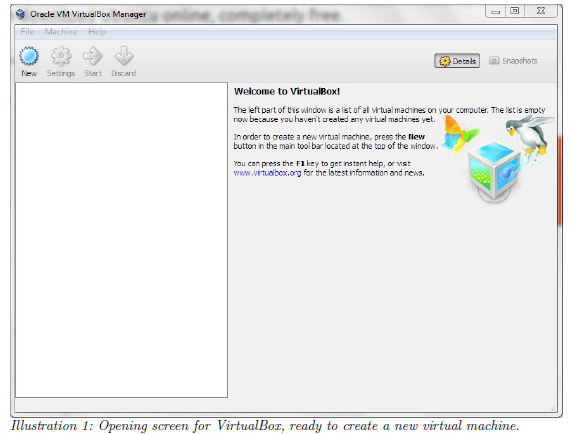 online, completely free.
Oracle VM VirtualBox Manager
File Machine Help
New Settings Start Discard
Details Snapshots
Welcome to VirtualBox!
The left part of this window is a list of all virtual machines on your computer. The list is empty
now because you haven't created any virtual machines yet.
In order to create a new virtual machine, press the New
button in the main tool bar located at the top of the window.
You can press the F1 key to get instant help, or visit
www.virtualbox.org for the latest information and news.
Illustration 1: Opening screen for VirtualBox, ready to create a new virtual machine.